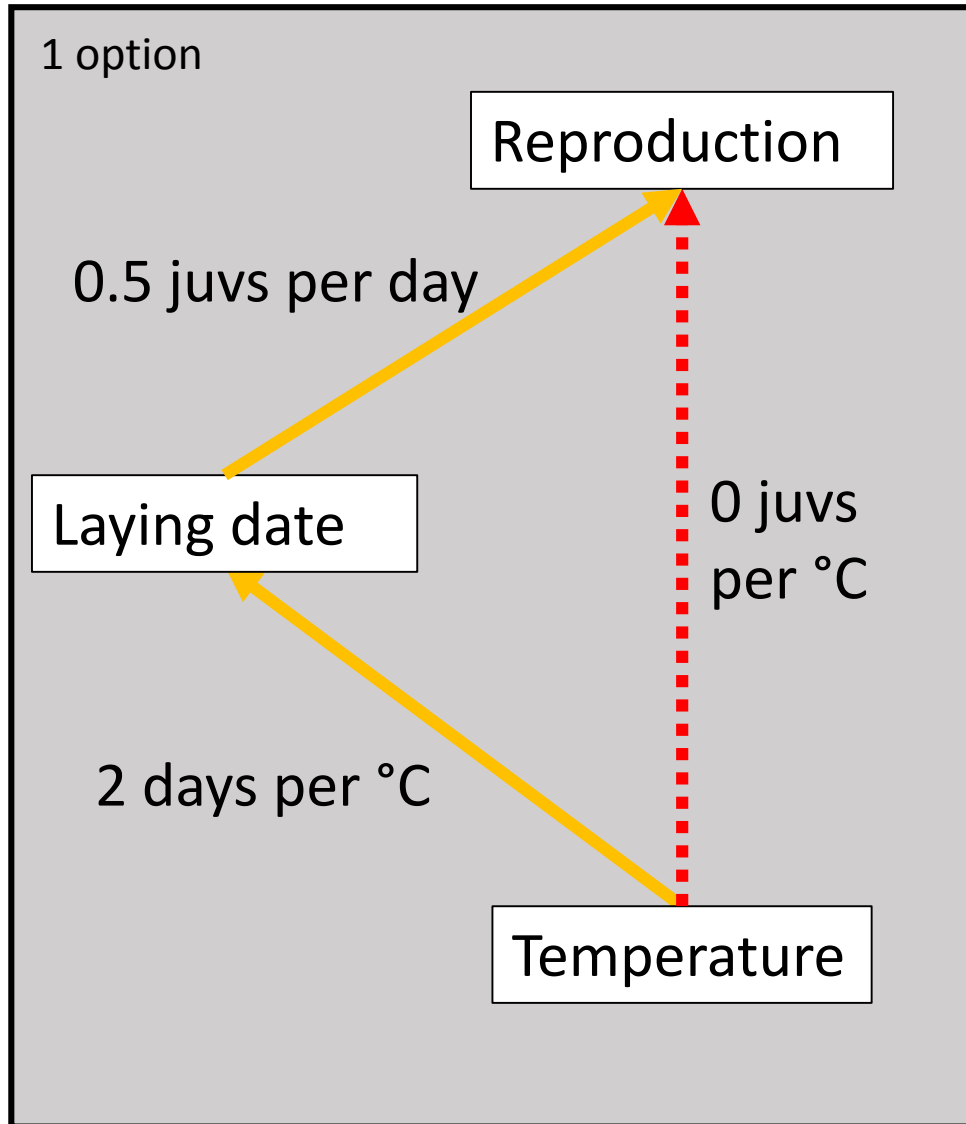 1 option
Reproduction
0.5 juvs per day
Laying date
0 juvs
per °C
2 days per °C
Temperature